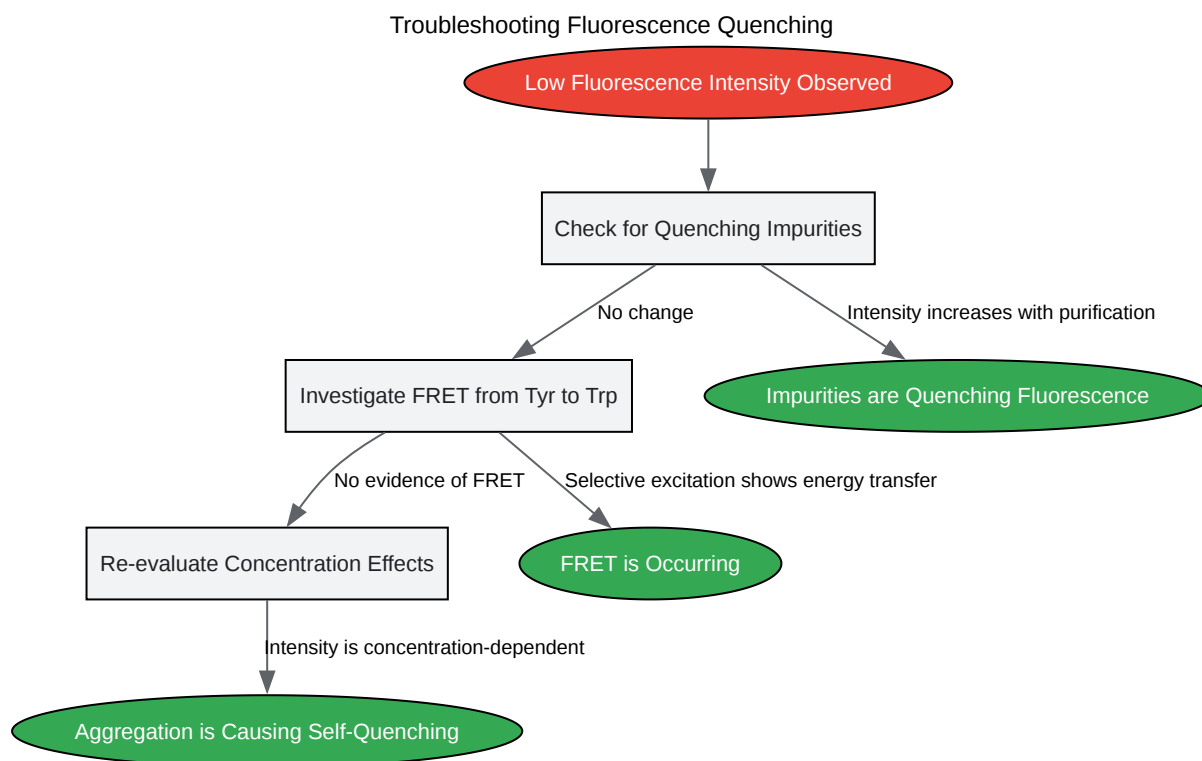 Troubleshooting Fluorescence Quenching
Low Fluorescence Intensity Observed
Check for Quenching Impurities
No change
Intensity increases with purification
Investigate FRET from Tyr to Trp
Impurities are Quenching Fluorescence
No evidence of FRET
Selective excitation shows energy transfer
Re-evaluate Concentration Effects
FRET is Occurring
Intensity is concentration-dependent
Aggregation is Causing Self-Quenching